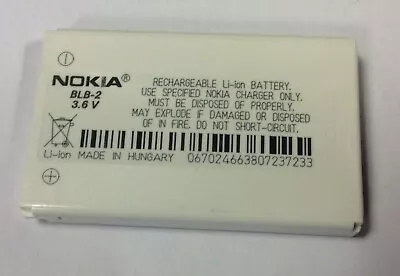 NOKIA®
BLB-2
3.6 V
RECHARGEABLE Li-ion BATTERY.
USE SPECIFIED NOKIA CHARGER ONLY.
MUST BE DISPOSED OF PROPERLY.
MAY EXPLODE IF DAMAGED OR DISPOSED
OF IN FIRE. DO NOT SHORT-CIRCUIT.
Li-ion MADE IN HUNGARY 067024663807237233